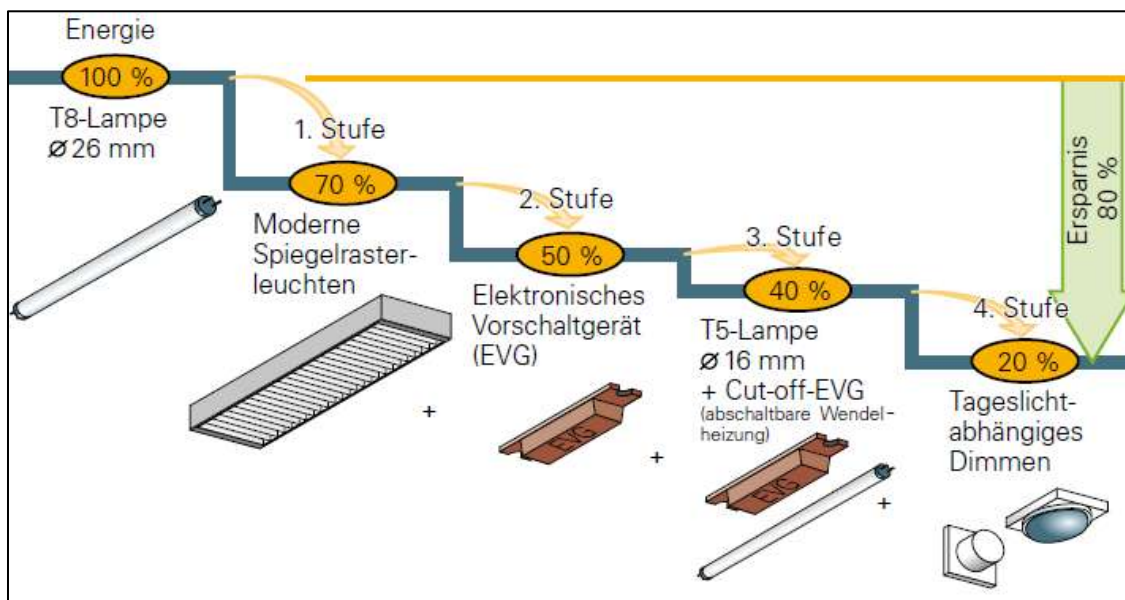 Energie
100 %
T8-Lampe
Ø 26 mm
1. Stufe
70 %
Moderne
Spiegelraster-
leuchten
+
2. Stufe
50 %
Elektronisches
Vorschaltgerät
(EVG)
EVG
+
3. Stufe
40 %
T5-Lampe
Ø 16 mm
+ Cut-off-EVG
(abschaltbare Wendel-
heizung)
EVG
+
4. Stufe
20 %
Tageslicht-
abhängiges
Dimmen
Ersparnis
80 %